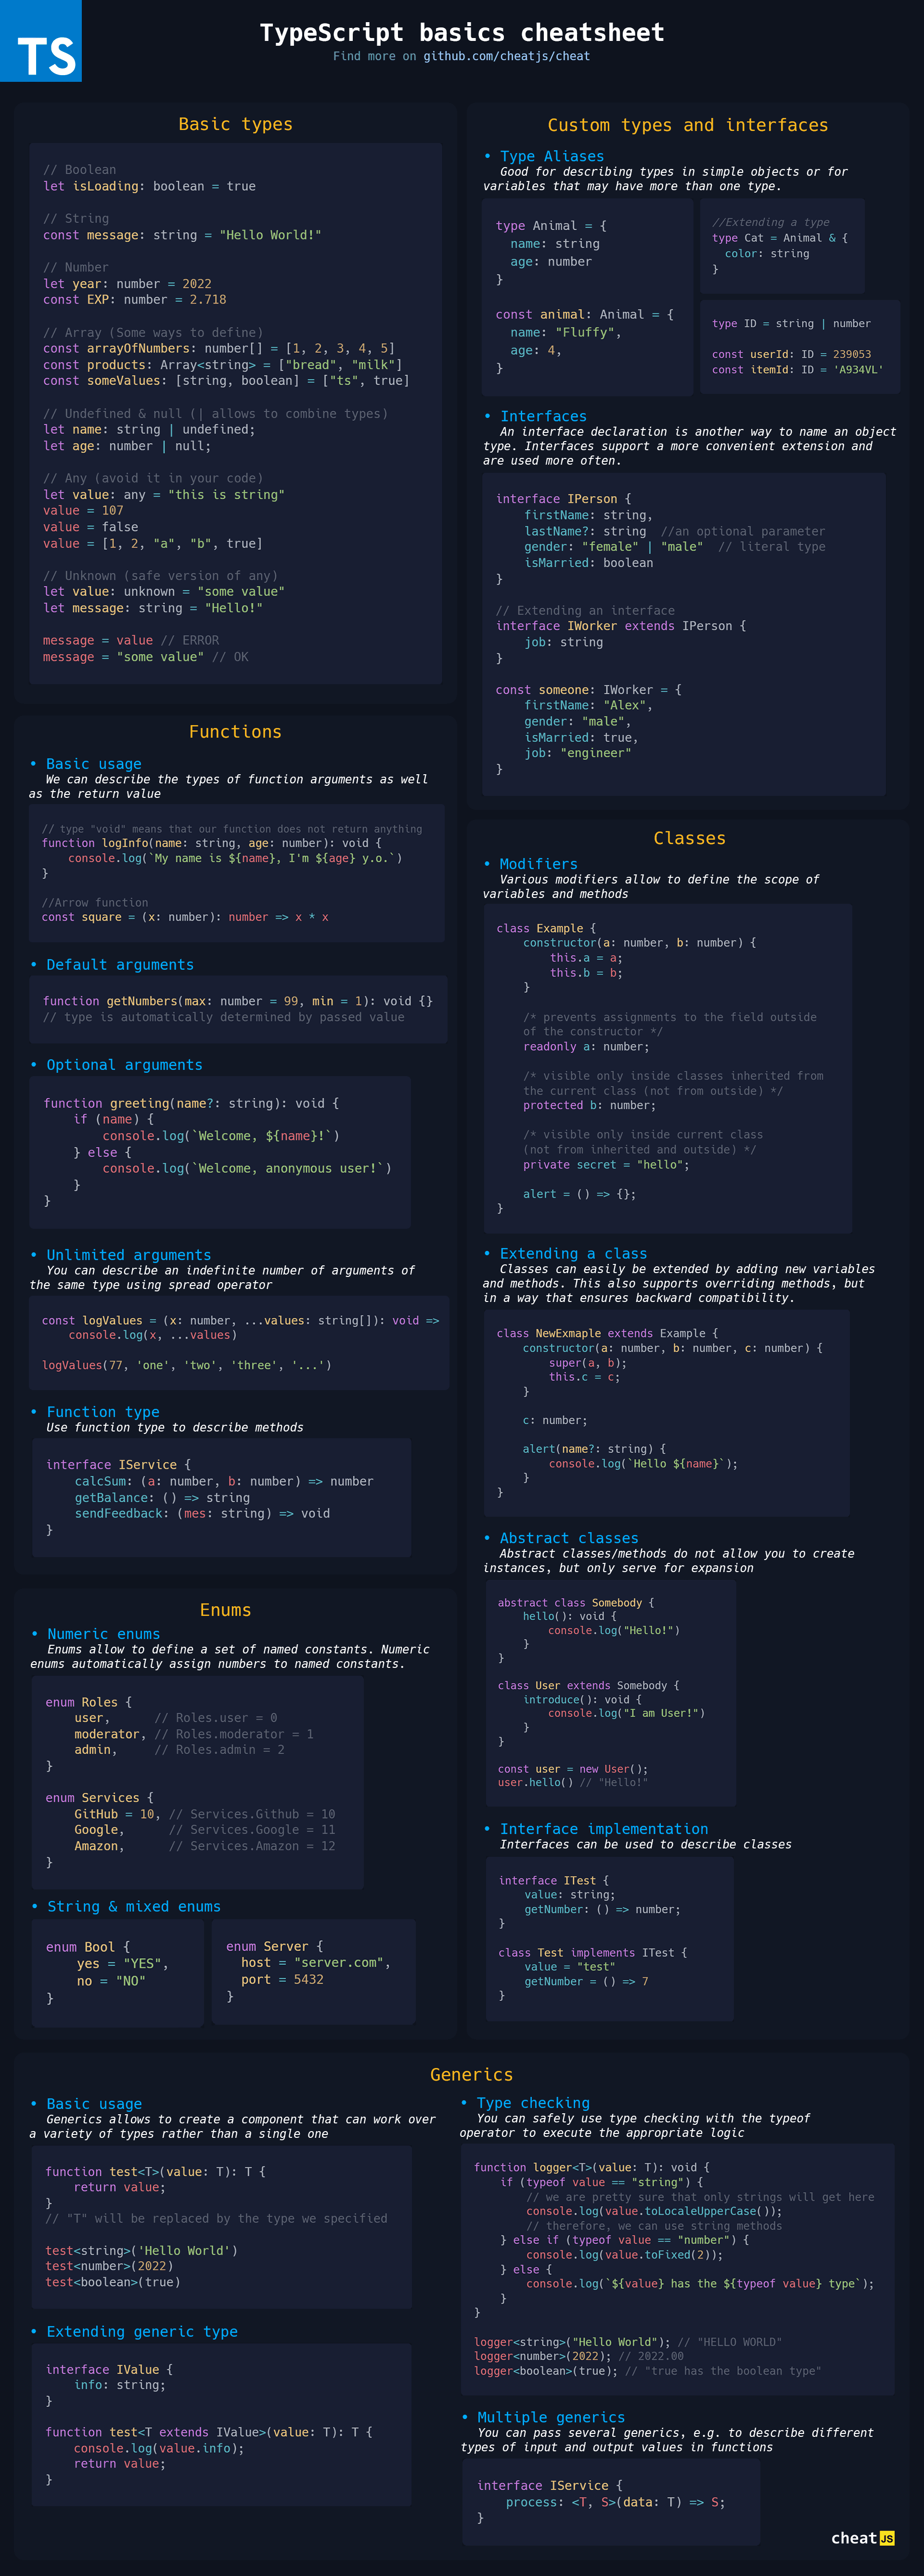 TS
TypeScript basics cheatsheet
Find more on github.com/cheatjs/cheat
Basic types
// Boolean
let isLoading: boolean = true
// String
const message: string = "Hello World!"
// Number
let year: number = 2022
const EXP: number = 2.718
// Array (Some ways to define)
const arrayOfNumbers: number[] = [1, 2, 3, 4, 5]
const products: Array<string> = ["bread", "milk"]
const someValues: [string, boolean] = ["ts", true]
// Undefined & null (| allows to combine types)
let name: string | undefined;
let age: number | null;
// Any (avoid it in your code)
let value: any = "this is string"
value = 107
value = false
value = [1, 2, "a", "b", true]
// Unknown (safe version of any)
let value: unknown = "some value"
let message: string = "Hello!"
message = value // ERROR
message = "some value" // OK
Functions
• Basic usage
We can describe the types of function arguments as well
as the return value
// type "void" means that our function does not return anything
function logInfo(name: string, age: number): void {
    console.log(`My name is ${name}, I'm ${age} y.o.`)
}
//Arrow function
const square = (x: number): number => x * x
• Default arguments
function getNumbers(max: number = 99, min = 1): void {}
// type is automatically determined by passed value
• Optional arguments
function greeting(name?: string): void {
    if (name) {
        console.log(`Welcome, ${name}!`)
    } else {
        console.log(`Welcome, anonymous user!`)
    }
}
• Unlimited arguments
You can describe an indefinite number of arguments of
the same type using spread operator
const logValues = (x: number, ...values: string[]): void =>
    console.log(x, ...values)
logValues(77, 'one', 'two', 'three', '...')
• Function type
Use function type to describe methods
interface IService {
    calcSum: (a: number, b: number) => number
    getBalance: () => string
    sendFeedback: (mes: string) => void
}
Enums
• Numeric enums
Enums allow to define a set of named constants. Numeric
enums automatically assign numbers to named constants.
enum Roles {
    user,      // Roles.user = 0
    moderator, // Roles.moderator = 1
    admin,     // Roles.admin = 2
}
enum Services {
    GitHub = 10, // Services.Github = 10
    Google,      // Services.Google = 11
    Amazon,      // Services.Amazon = 12
}
• String & mixed enums
enum Bool {
    yes = "YES",
    no = "NO"
}
enum Server {
  host = "server.com",
  port = 5432
}
Custom types and interfaces
• Type Aliases
Good for describing types in simple objects or for
variables that may have more than one type.
type Animal = {
  name: string
  age: number
}
const animal: Animal = {
  name: "Fluffy",
  age: 4,
}
//Extending a type
type Cat = Animal & {
  color: string
}
type ID = string | number
const userId: ID = 239053
const itemId: ID = 'A934VL'
• Interfaces
An interface declaration is another way to name an object
type. Interfaces support a more convenient extension and
are used more often.
interface IPerson {
    firstName: string,
    lastName?: string  //an optional parameter
    gender: "female" | "male"  // literal type
    isMarried: boolean
}
// Extending an interface
interface IWorker extends IPerson {
    job: string
}
const someone: IWorker = {
    firstName: "Alex",
    gender: "male",
    isMarried: true,
    job: "engineer"
}
Classes
• Modifiers
Various modifiers allow to define the scope of
variables and methods
class Example {
    constructor(a: number, b: number) {
        this.a = a;
        this.b = b;
    }
    /* prevents assignments to the field outside
    of the constructor */
    readonly a: number;
    /* visible only inside classes inherited from
    the current class (not from outside) */
    protected b: number;
    /* visible only inside current class
    (not from inherited and outside) */
    private secret = "hello";
    alert = () => {};
}
• Extending a class
Classes can easily be extended by adding new variables
and methods. This also supports overriding methods, but
in a way that ensures backward compatibility.
class NewExmaple extends Example {
    constructor(a: number, b: number, c: number) {
        super(a, b);
        this.c = c;
    }
    c: number;
    alert(name?: string) {
        console.log(`Hello ${name}`);
    }
}
• Abstract classes
Abstract classes/methods do not allow you to create
instances, but only serve for expansion
abstract class Somebody {
    hello(): void {
        console.log("Hello!")
    }
}
class User extends Somebody {
    introduce(): void {
        console.log("I am User!")
    }
}
const user = new User();
user.hello() // "Hello!"
• Interface implementation
Interfaces can be used to describe classes
interface ITest {
    value: string;
    getNumber: () => number;
}
class Test implements ITest {
    value = "test"
    getNumber = () => 7
}
Generics
• Basic usage
Generics allows to create a component that can work over
a variety of types rather than a single one
function test<T>(value: T): T {
    return value;
}
// "T" will be replaced by the type we specified
test<string>('Hello World')
test<number>(2022)
test<boolean>(true)
• Extending generic type
interface IValue {
    info: string;
}
function test<T extends IValue>(value: T): T {
    console.log(value.info);
    return value;
}
• Type checking
You can safely use type checking with the typeof
operator to execute the appropriate logic
function logger<T>(value: T): void {
    if (typeof value == "string") {
        // we are pretty sure that only strings will get here
        console.log(value.toLocaleUpperCase());
        // therefore, we can use string methods
    } else if (typeof value == "number") {
        console.log(value.toFixed(2));
    } else {
        console.log(`${value} has the ${typeof value} type`);
    }
}
logger<string>("Hello World"); // "HELLO WORLD"
logger<number>(2022); // 2022.00
logger<boolean>(true); // "true has the boolean type"
• Multiple generics
You can pass several generics, e.g. to describe different
types of input and output values in functions
interface IService {
    process: <T, S>(data: T) => S;
}
cheat JS